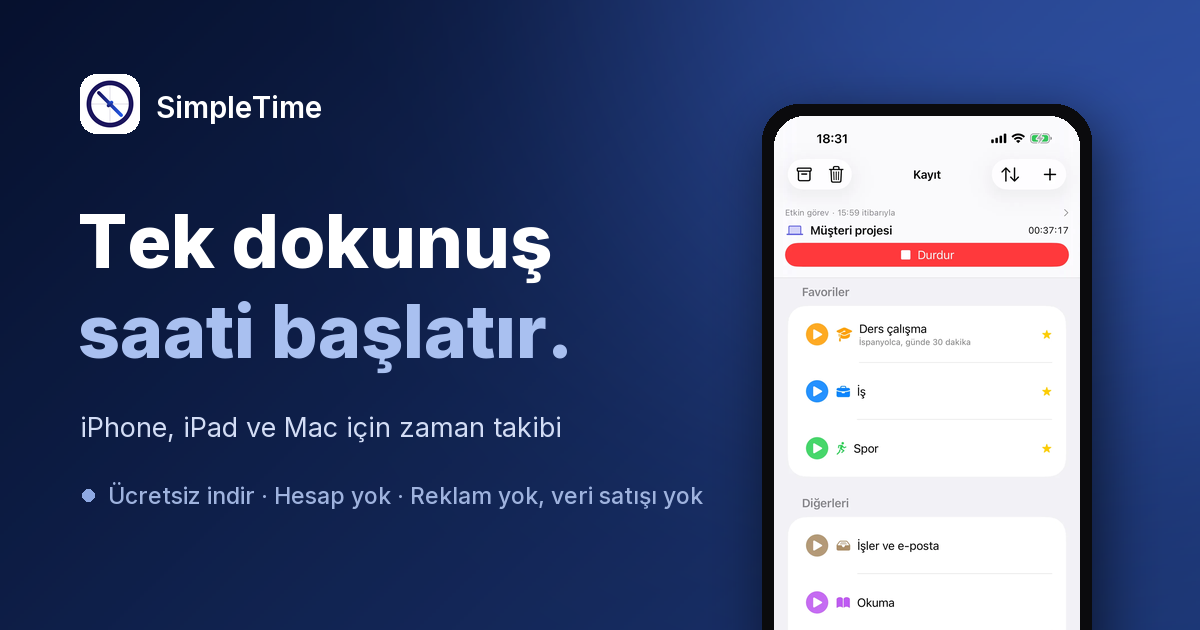 SimpleTime
Tek dokunuş
saati başlatır.
iPhone, iPad ve Mac için zaman takibi
Ücretsiz indir · Hesap yok · Reklam yok, veri satışı yok
18:31
Kayıt
Etkin görev · 15:59 itibarıyla
Müşteri projesi 00:37:17
Durdur
Favoriler
Ders çalışma
İspanyolca, günde 30 dakika
İş
Spor
Diğerleri
İşler ve e-posta
Okuma